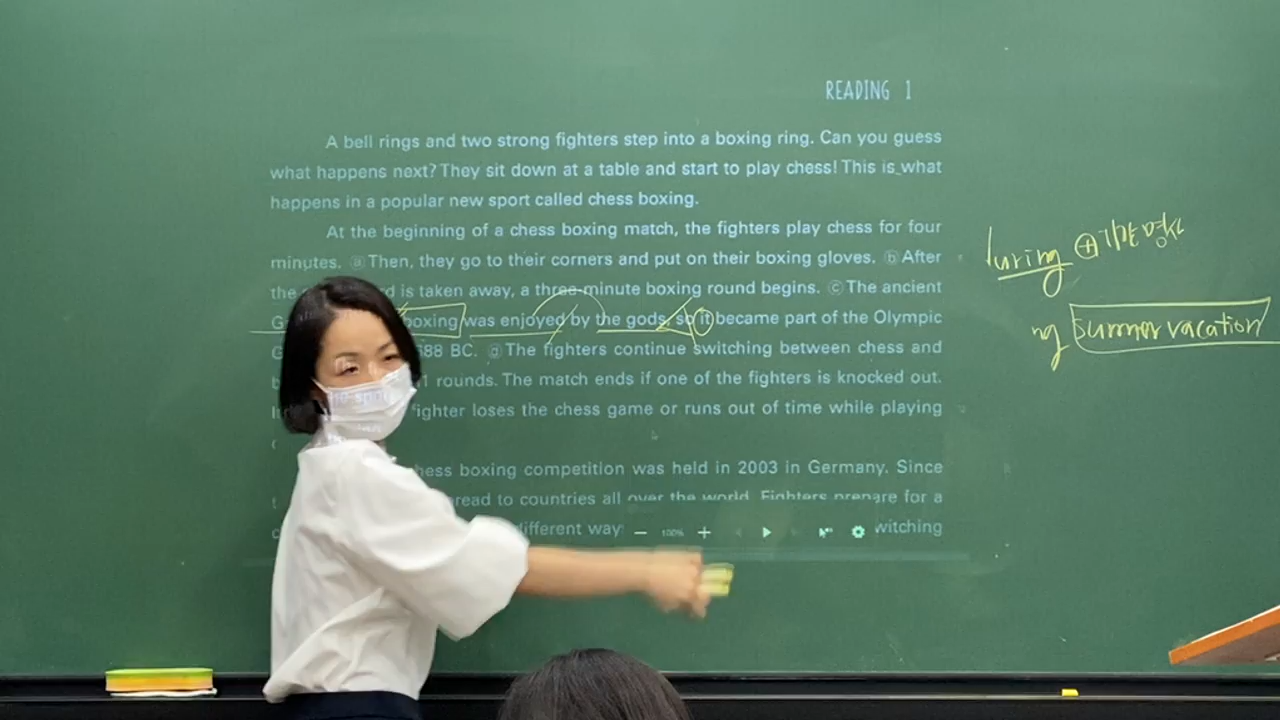 READING 1
A bell rings and two strong fighters step into a boxing ring. Can you guess
what happens next? They sit down at a table and start to play chess! This is what
happens in a popular new sport called chess boxing.
At the beginning of a chess boxing match, the fighters play chess for four
minutes. ⓐThen, they go to their corners and put on their boxing gloves. ⓑAfter
the is taken away, a three-minute boxing round begins. ⓒThe ancient
boxing was enjoyed by the gods, so it became part of the Olympic
688 BC. ⓓThe fighters continue switching between chess and
rounds. The match ends if one of the fighters is knocked out.
fighter loses the chess game or runs out of time while playing
chess boxing competition was held in 2003 in Germany. Since
spread to countries all over the world. Fighters prepare for a
different way switching
100%
during ⊕
summer vacation